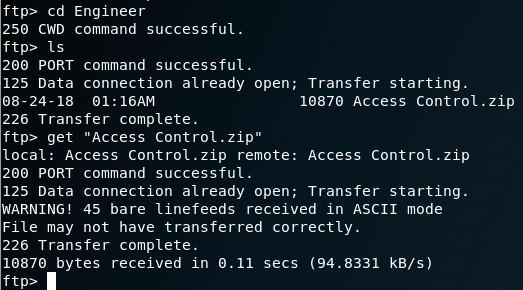 ftp> cd Engineer
250 CWD command successful.
ftp> ls
200 PORT command successful.
125 Data connection already open; Transfer starting.
08-24-18  01:16AM                10870 Access Control.zip
226 Transfer complete.
ftp> get "Access Control.zip"
local: Access Control.zip remote: Access Control.zip
200 PORT command successful.
125 Data connection already open; Transfer starting.
WARNING! 45 bare linefeeds received in ASCII mode
File may not have transferred correctly.
226 Transfer complete.
10870 bytes received in 0.11 secs (94.8331 kB/s)
ftp>